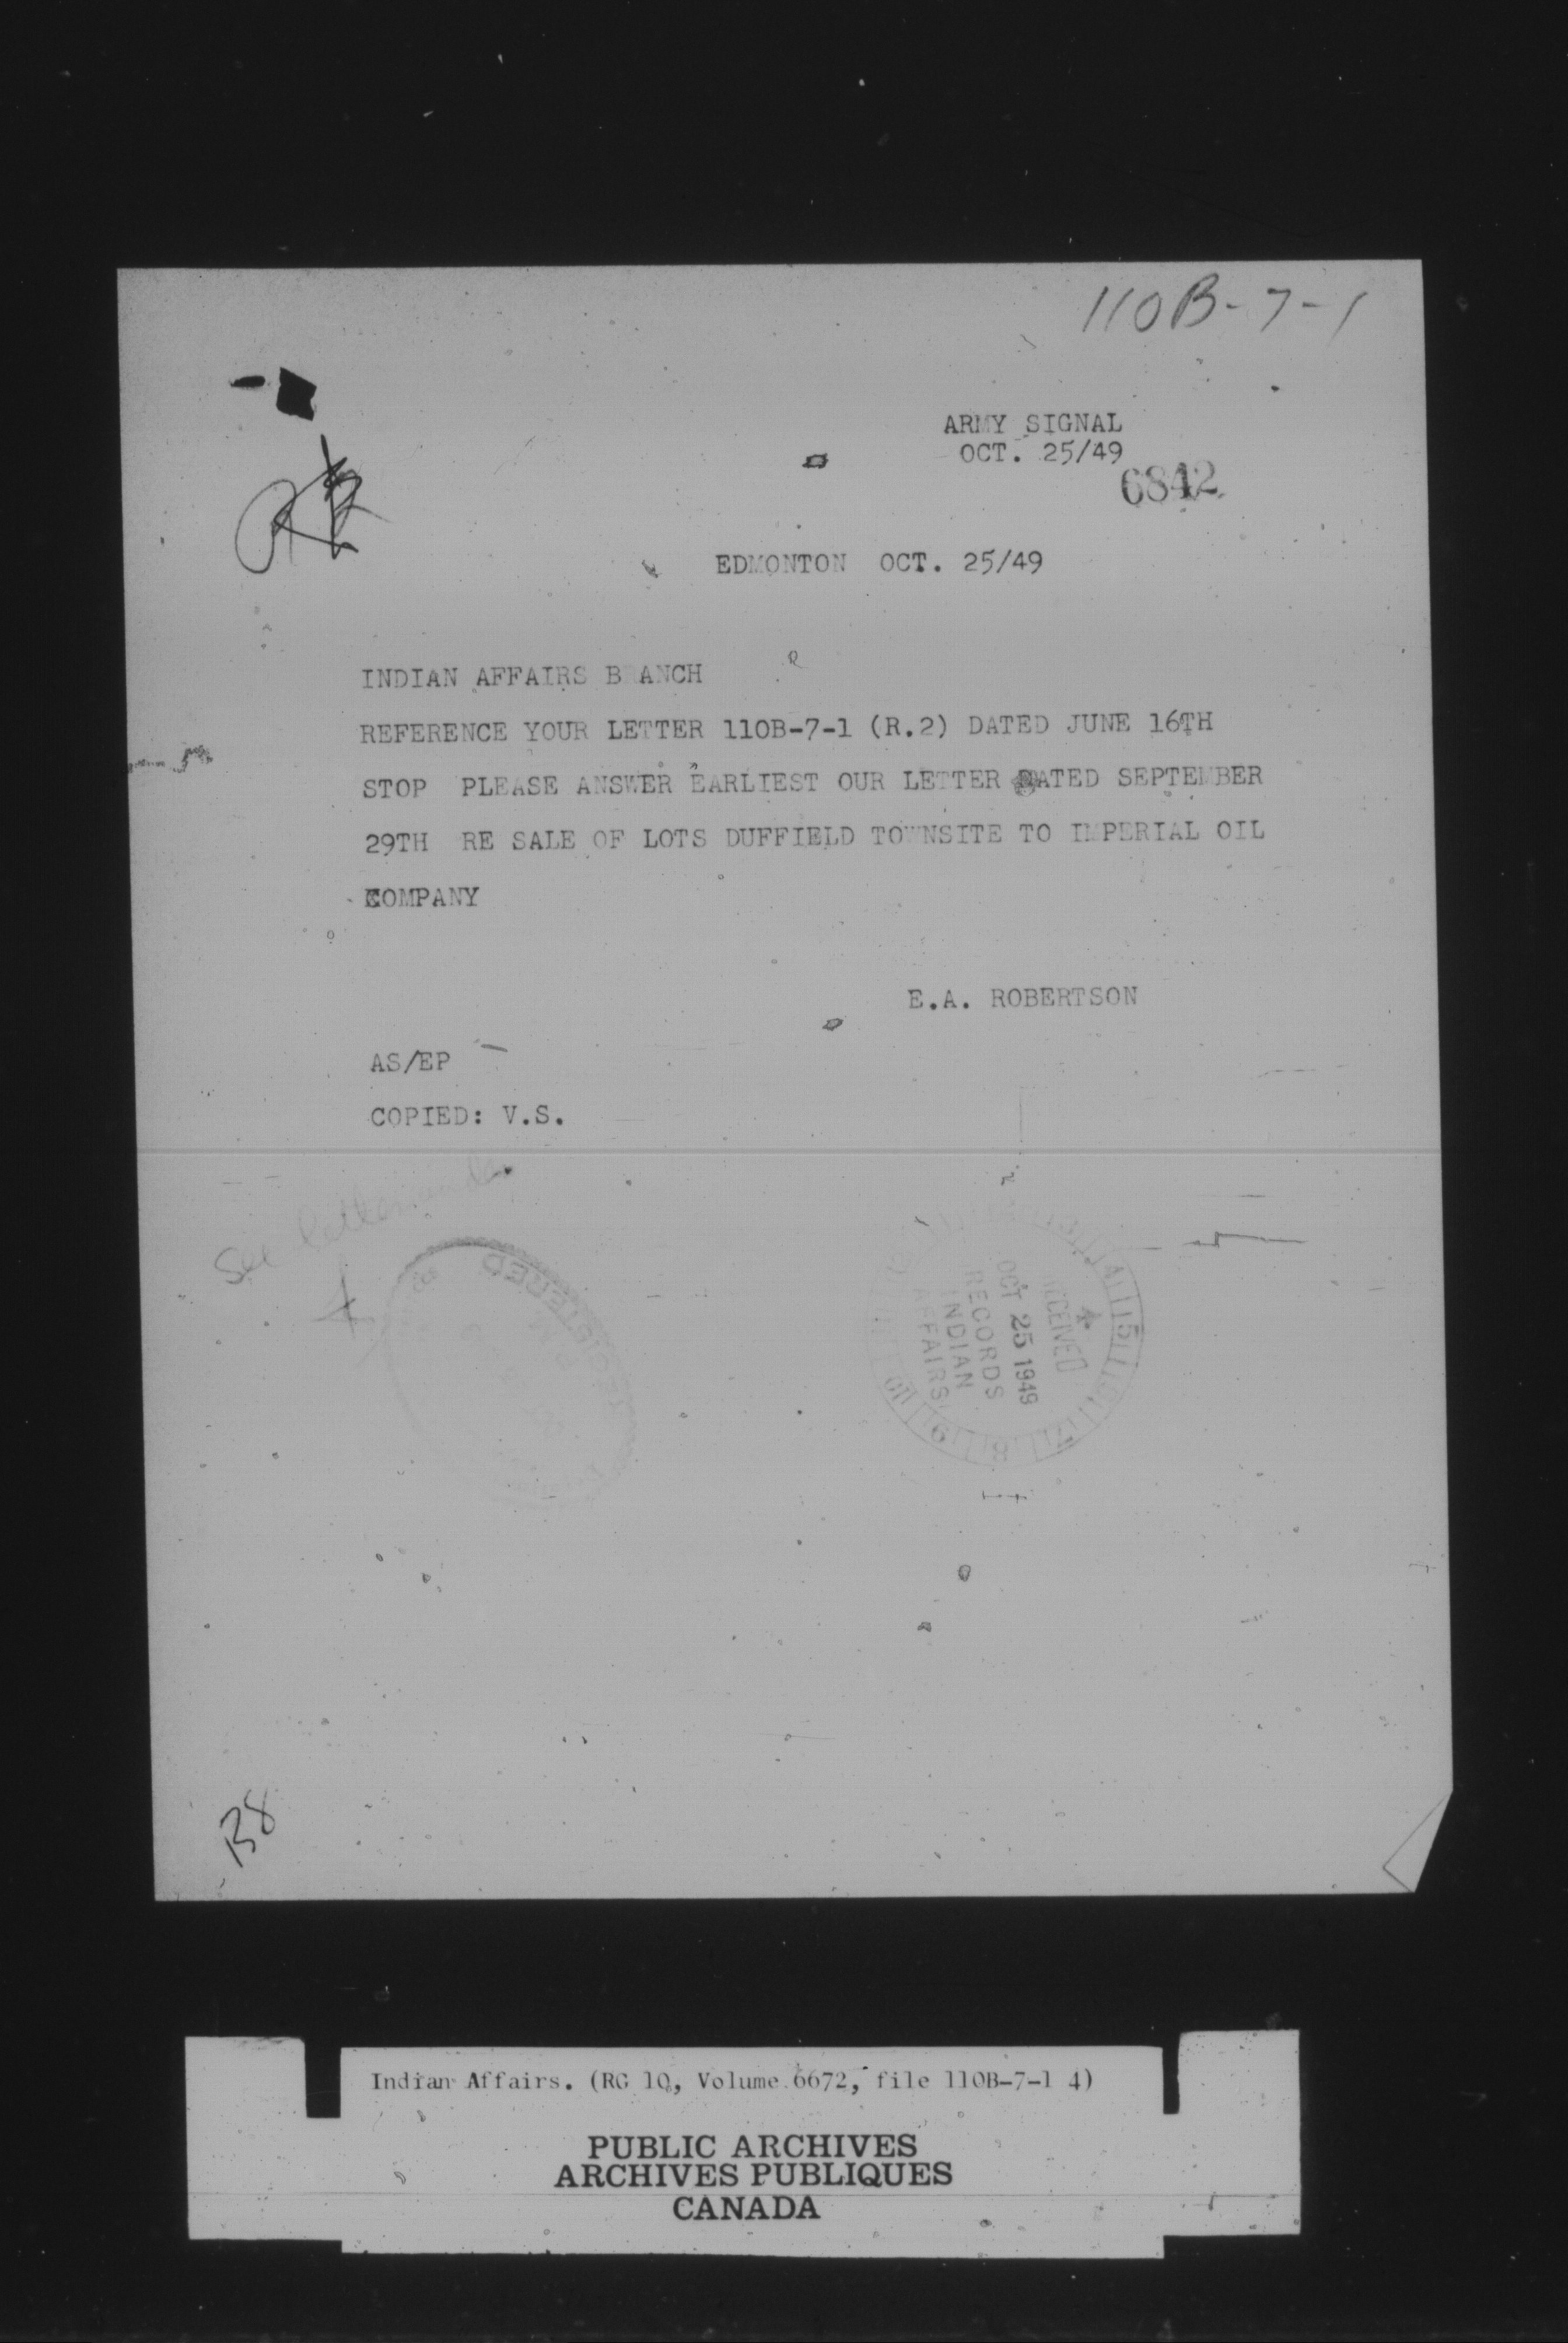 110B-7-1
ARMY SIGNAL
OCT. 25/49
6842
EDMONTON OCT. 25/49
INDIAN AFFAIRS BRANCH
REFERENCE YOUR LETTER 110B-7-1 (R.2) DATED JUNE 16TH
STOP PLEASE ANSWER EARLIEST OUR LETTER DATED SEPTEMBER
29TH RE SALE OF LOTS DUFFIELD TOWNSITE TO IMPERIAL OIL
COMPANY
E.A. ROBERTSON
AS/EP
COPIED: V.S.
See letter
RECEIVED
OCT 25 1949
RECORDS
INDIAN
AFFAIRS
B8
Indian Affairs. (RG 10, Volume 6672, file 110B-7-1 4)
PUBLIC ARCHIVES
ARCHIVES PUBLIQUES
CANADA